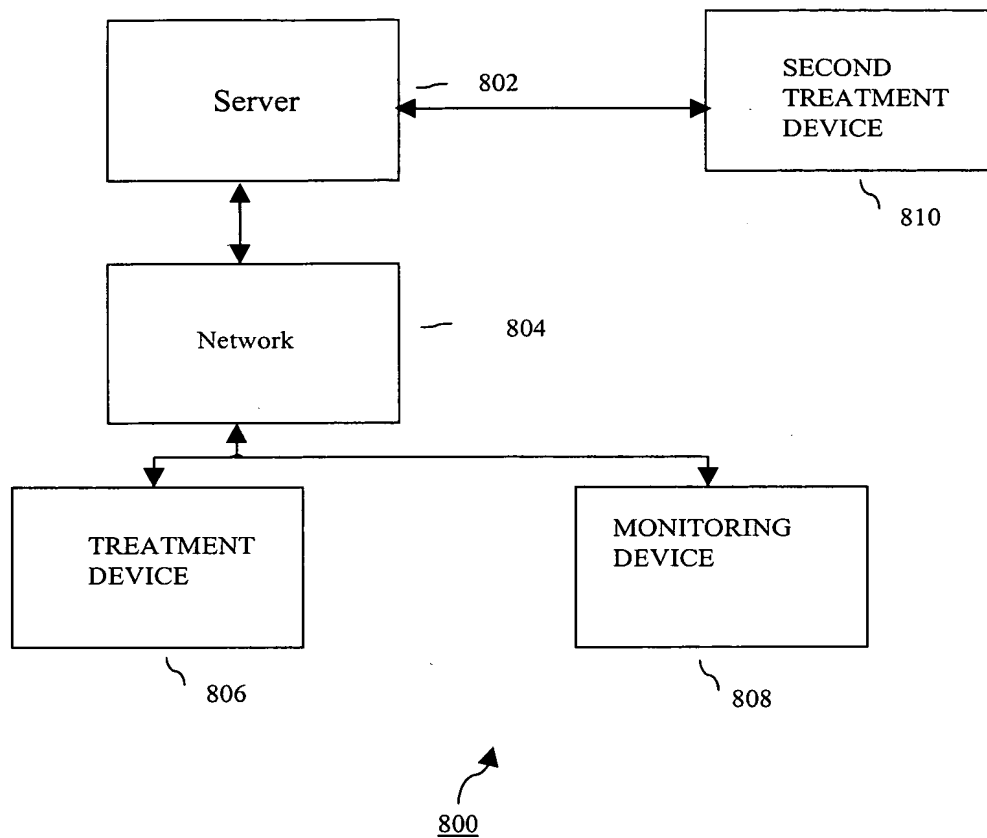 Server
802
SECOND
TREATMENT
DEVICE
810
Network
804
TREATMENT
DEVICE
806
MONITORING
DEVICE
808
800